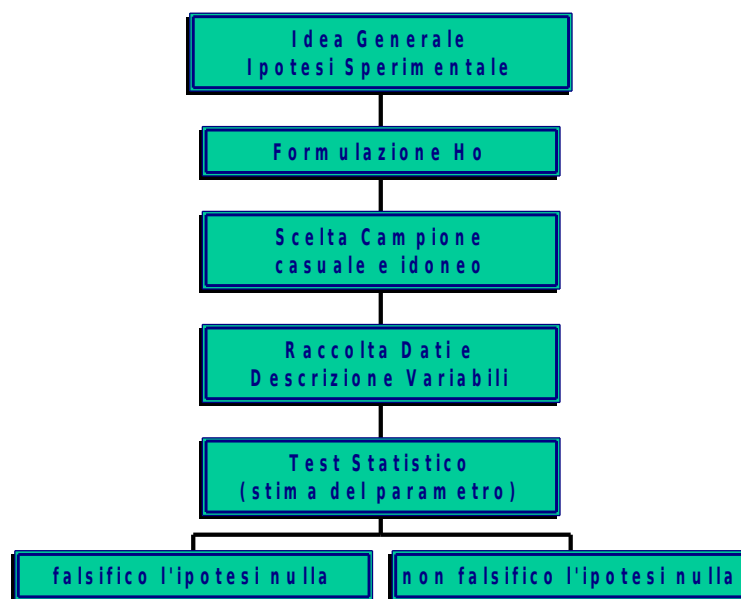 Idea Generale
Ipotesi Sperimentale
Formulazione Ho
Scelta Campione
casuale e idoneo
Raccolta Dati e
Descrizione Variabili
Test Statistico
(stima del parametro)
falsifico l'ipotesi nulla
non falsifico l'ipotesi nulla